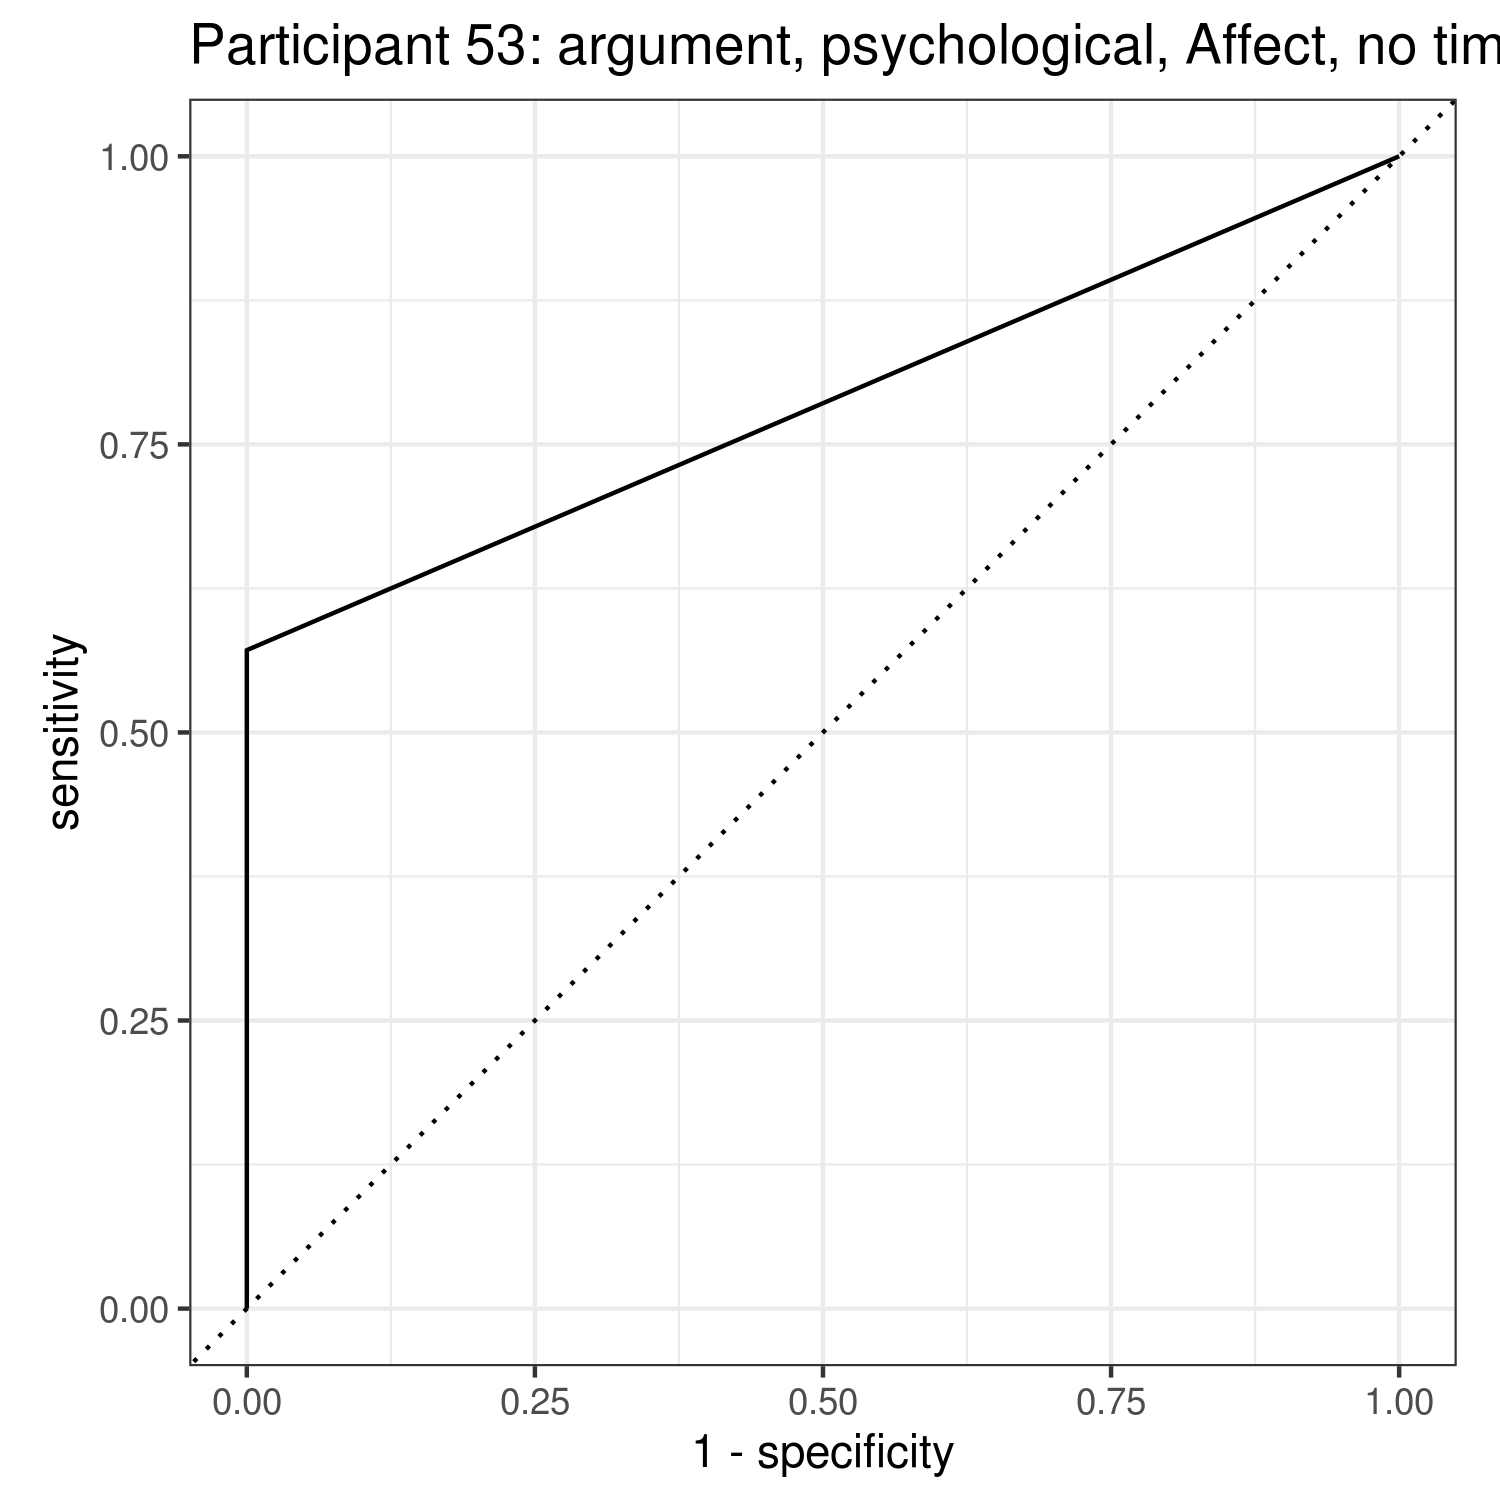 Participant 53: argument, psychological, Affect, no tim
1.00
0.75
0.50
0.25
0.00
sensitivity
0.00 0.25 0.50 0.75 1.00
1 - specificity